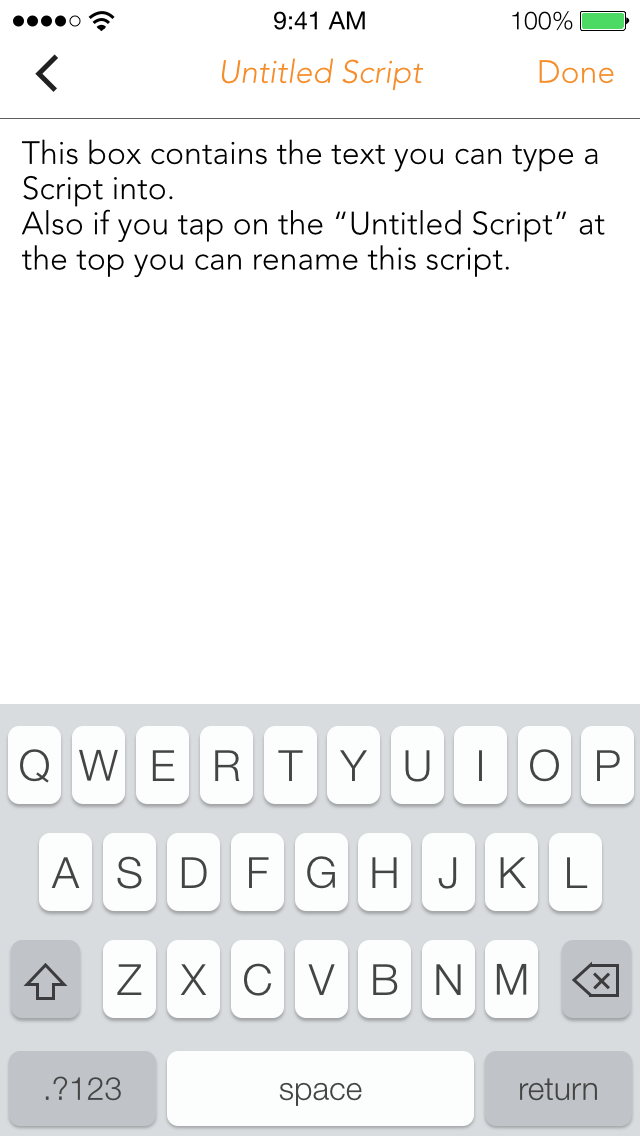 9:41 AM 100%
Untitled Script Done
This box contains the text you can type a
Script into.
Also if you tap on the “Untitled Script” at
the top you can rename this script.
Q W E R T Y U I O P
A S D F G H J K L
Z X C V B N M
.?123 space return